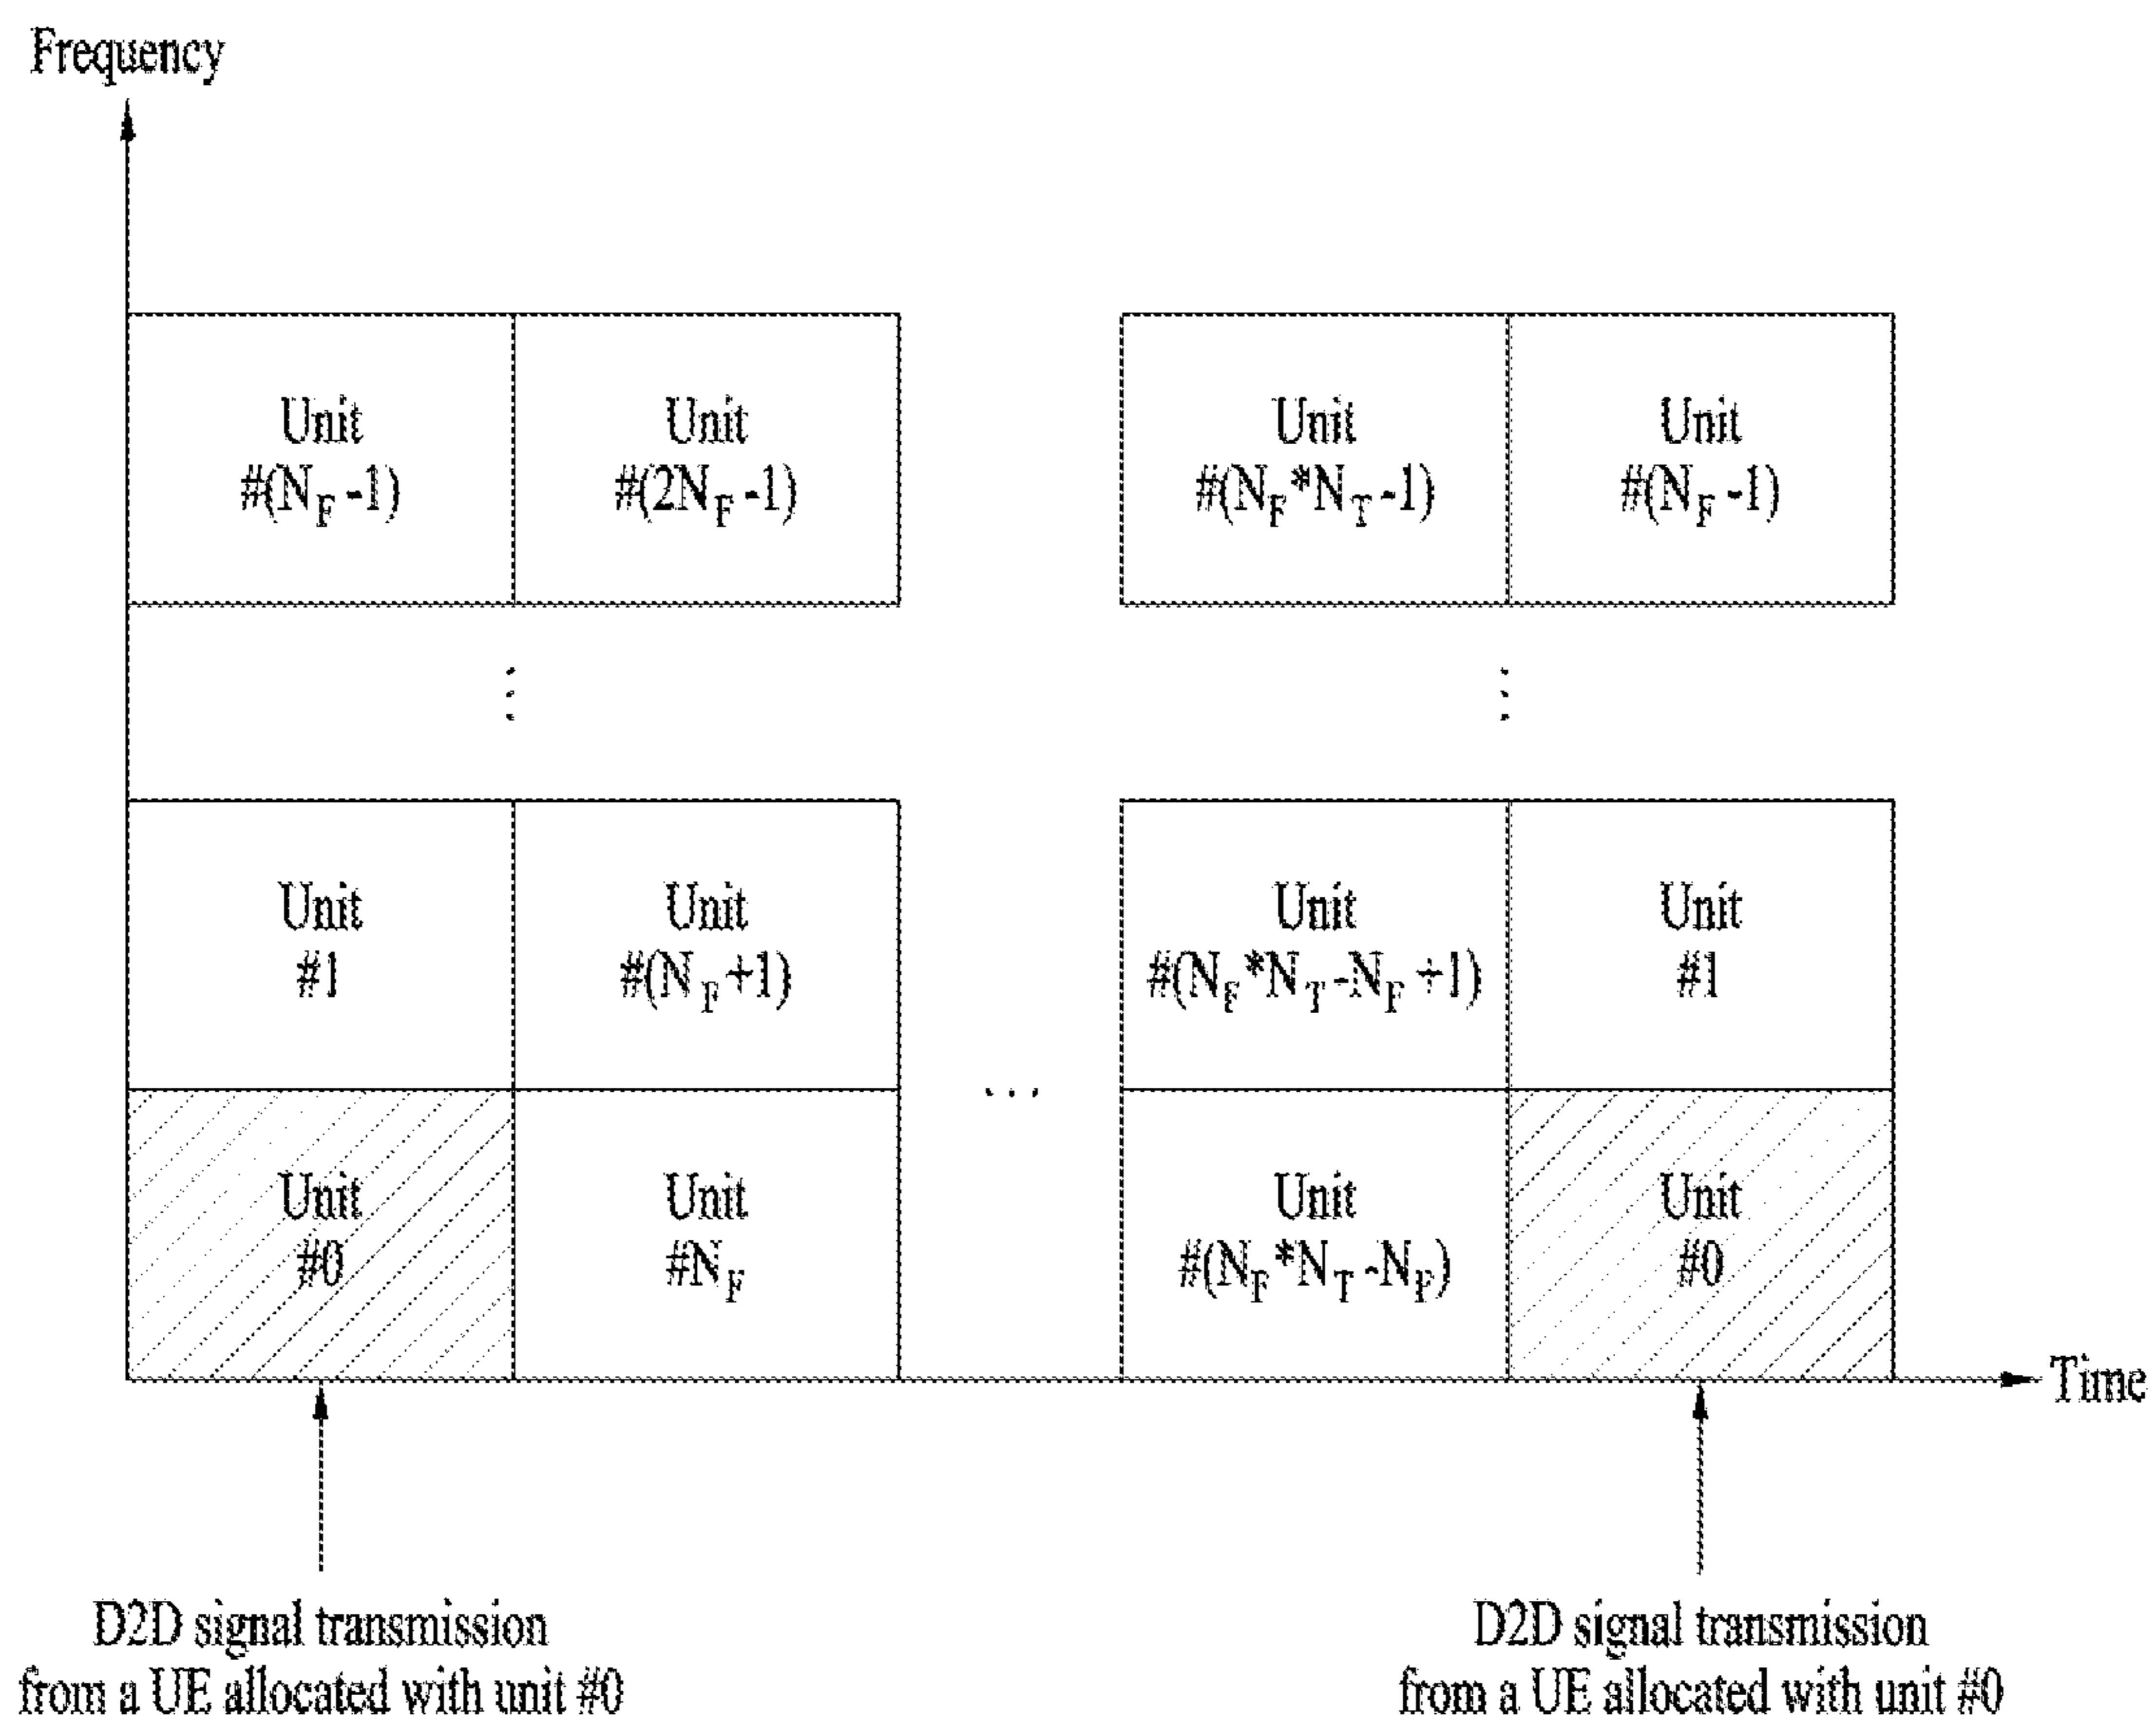 Frequency
Unit
#(N_F-1)
Unit
#(2N_F-1)
Unit
#(N_F*N_T-1)
Unit
#(N_F-1)
Unit
#1
Unit
#(N_F+1)
Unit
#(N_F*N_T-N_F+1)
Unit
#1
...
Unit
#0
Unit
#N_F
Unit
#(N_F*N_T-N_F)
Unit
#0
Time
D2D signal transmission
from a UE allocated with unit #0
D2D signal transmission
from a UE allocated with unit #0